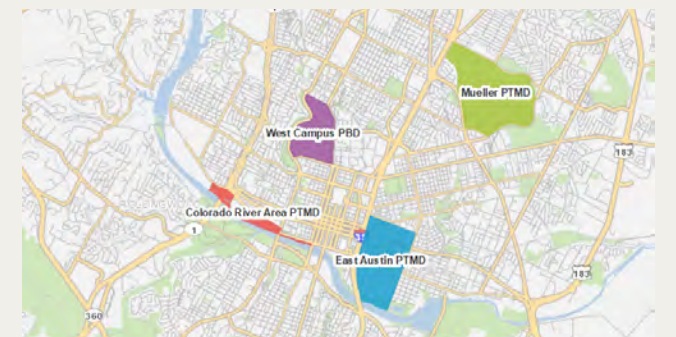 Mueller PTMD
West Campus PBD
183
Colorado River Area PTMD
1
35
East Austin PTMD
183
360